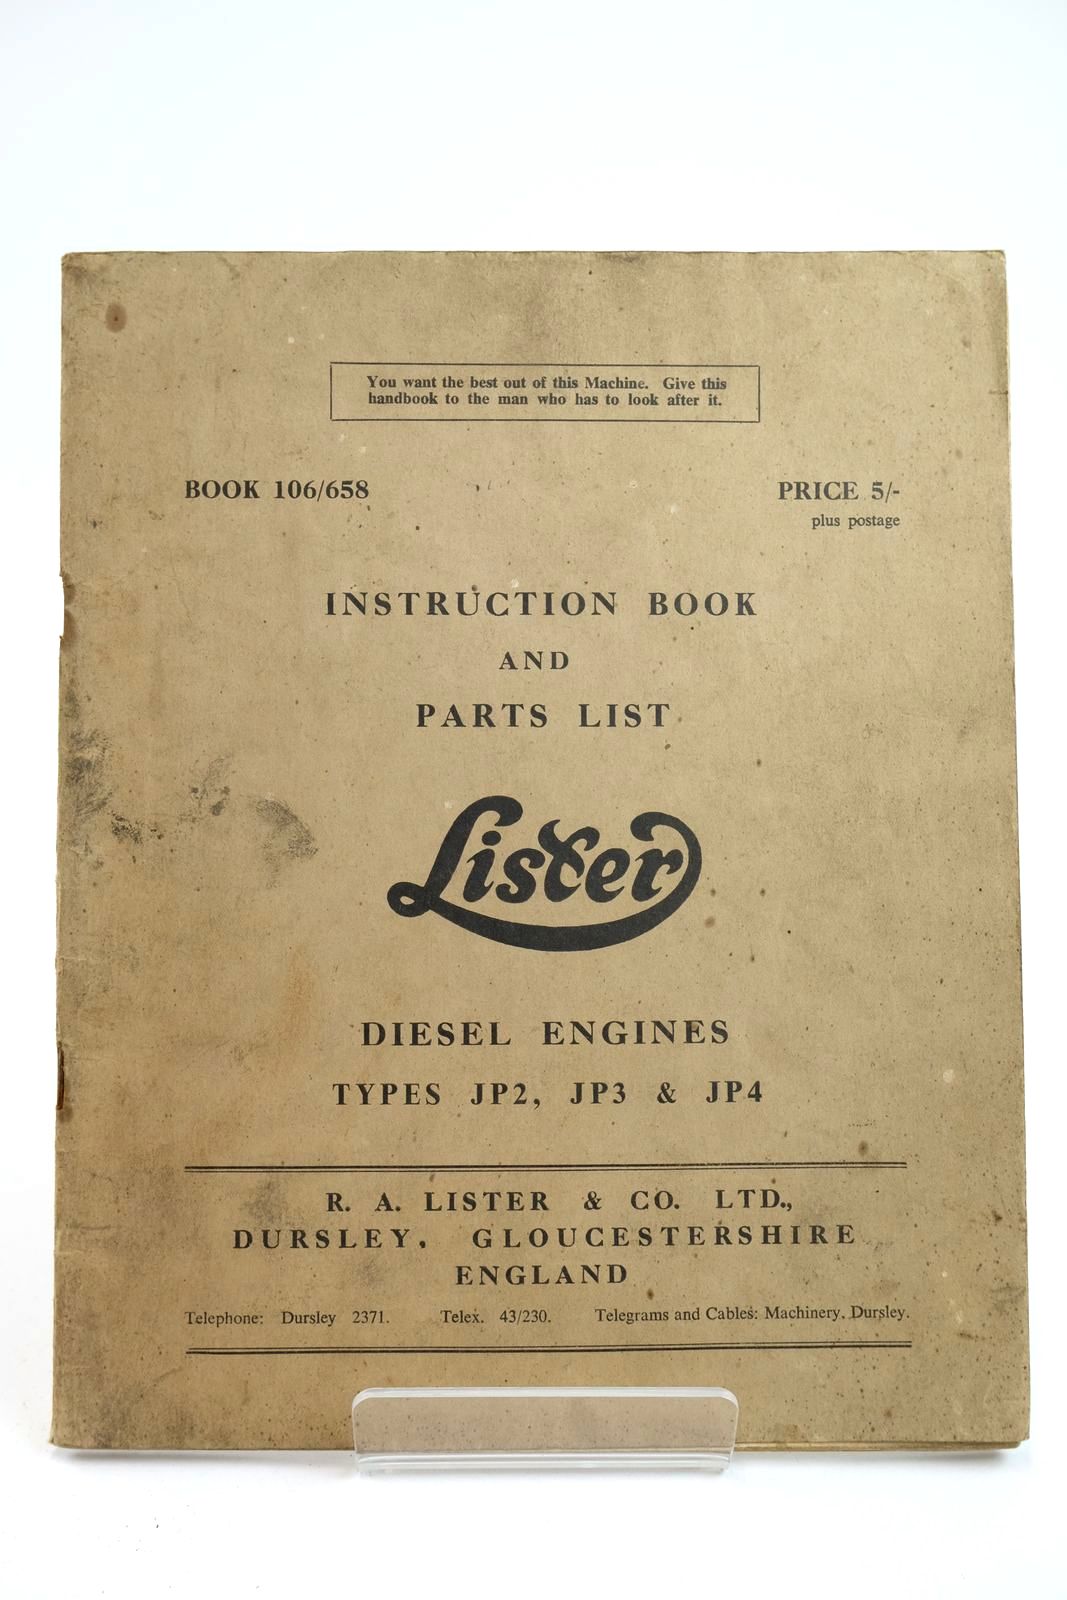 You want the best out of this Machine. Give this
handbook to the man who has to look after it.
BOOK 106/658
PRICE 5/-
plus postage
INSTRUCTION BOOK
AND
PARTS LIST
Lister
DIESEL ENGINES
TYPES JP2, JP3 & JP4
R. A. LISTER & CO. LTD.,
DURSLEY, GLOUCESTERSHIRE
ENGLAND
Telephone: Dursley 2371. Telex. 43/230. Telegrams and Cables: Machinery, Dursley.